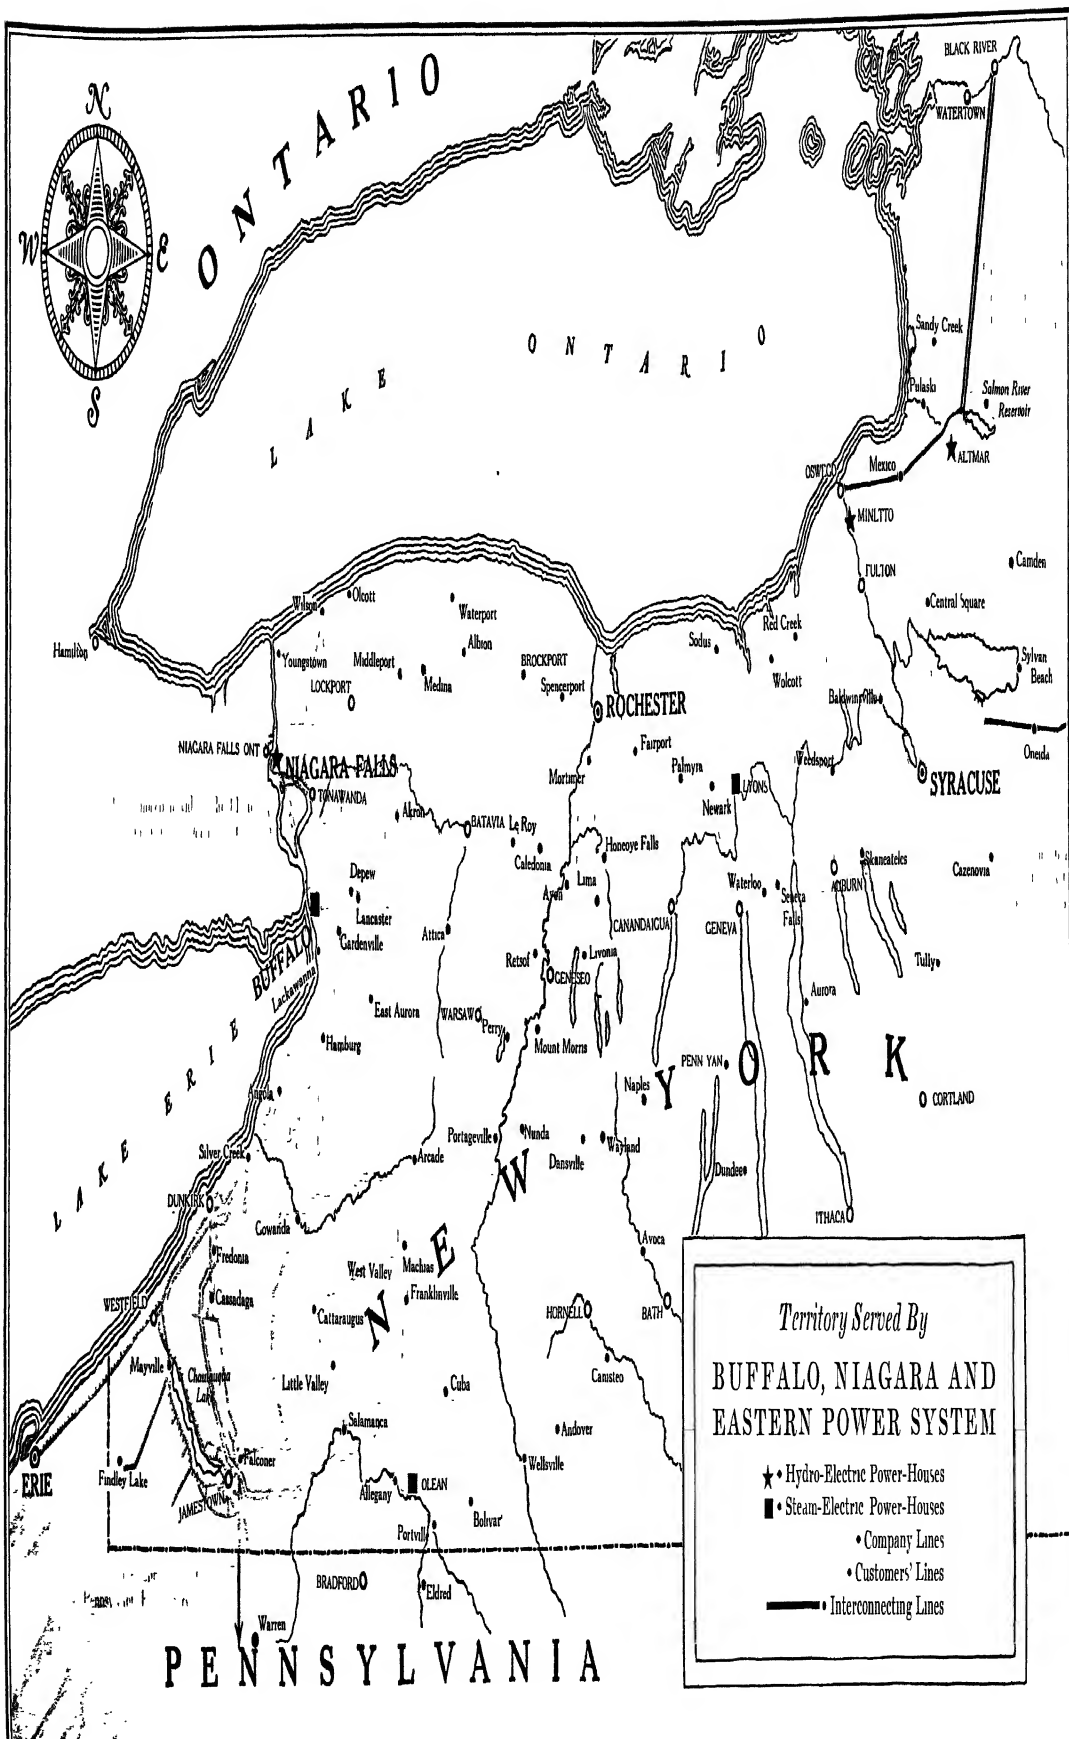 BLACK RIVER
WATERTOWN
ONTARIO
N
W
E
S
LAKE ONTARIO
Sandy Creek
Pulaski
Salmon River
Reservoir
ALTMAR
Mexico
OSWEGO
MINETTO
FULTON
Camden
Central Square
Sylvan
Beach
Oneida
Red Creek
Sodus
Wolcott
Baldwinsville
SYRACUSE
Weedsport
Wilson
Olcott
Waterport
Albion
Hamilton
Youngstown
Middleport
Medina
LOCKPORT
BROCKPORT
Spencerport
ROCHESTER
Fairport
Mortimer
Palmyra
Newark
LYONS
NIAGARA FALLS ONT
NIAGARA FALLS
TONAWANDA
Akron
BATAVIA
Le Roy
Caledonia
Honeoye Falls
Lima
Avon
Depew
Lancaster
Gardenville
Attica
Waterloo
Seneca
Falls
AUBURN
Skaneateles
Cazenovia
CANANDAIGUA
GENEVA
Tully
BUFFALO
Lackawanna
Retsof
Livonia
GENESEO
East Aurora
WARSAW
Perry
Mount Morris
Aurora
Hamburg
PENN YAN
Naples
CORTLAND
Angola
LAKE ERIE
Silver Creek
Portageville
Nunda
Dansville
Wayland
Dundee
Arcade
DUNKIRK
ITHACA
Gowanda
NEW YORK
Avoca
Fredonia
West Valley
Machias
Franklinville
Cassadaga
Cattaraugus
WESTFIELD
HORNELL
BATH
Mayville
Chautauqua
Lake
Little Valley
Cuba
Canisteo
Salamanca
Andover
Falconer
Wellsville
ERIE
Findley Lake
JAMESTOWN
Allegany
OLEAN
Bolivar
Portville
BRADFORD
Eldred
Warren
PENNSYLVANIA
Territory Served By
BUFFALO, NIAGARA AND
EASTERN POWER SYSTEM
Hydro-Electric Power-Houses
Steam-Electric Power-Houses
Company Lines
Customers' Lines
Interconnecting Lines